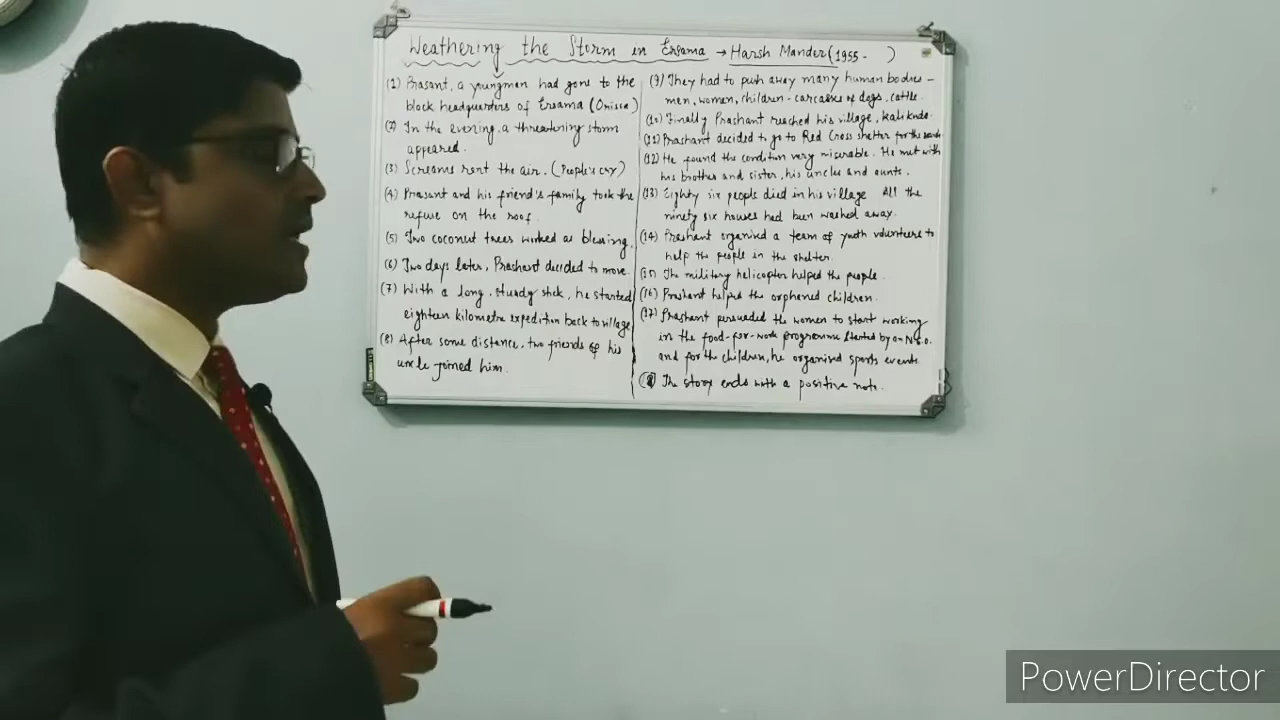 Weathering the Storm in Ersama → Harsh Mander (1955 - )
(1) Prasant, a youngman had gone to the
block headquarters of Ersama (Orissa)
(2) In the evening, a threatening storm
appeared.
(3) Screams rent the air. (People's cry)
(4) Prasant and his friend's family took the
refuge on the roof.
(5) Two coconut trees worked as blessing.
(6) Two days later, Prashant decided to move.
(7) With a long, sturdy stick, he started
eighteen kilometre expedition back to village
(8) After some distance, two friends of his
uncle joined him.
(9) They had to push away many human bodies -
men, women, children - carcasses of dogs, cattle.
(10) Finally Prashant reached his village, Kalikuda.
(11) Prashant decided to go to Red Cross shelter for the
(12) He found the condition very miserable. He met with
his brother and sister, his uncles and aunts.
(13) Eighty six people died in his village All the
ninety six houses had been washed away.
(14) Prashant organised a team of youth volunteers to
help the people in the shelter.
(15) The military helicopter helped the people.
(16) Prashant helped the orphaned children.
(17) Prashant persuaded the women to start working
in the food-for-work programme started by a N.G.O.
and for the children, he organised sports events.
(18) The story ends with a positive note.
PowerDirector